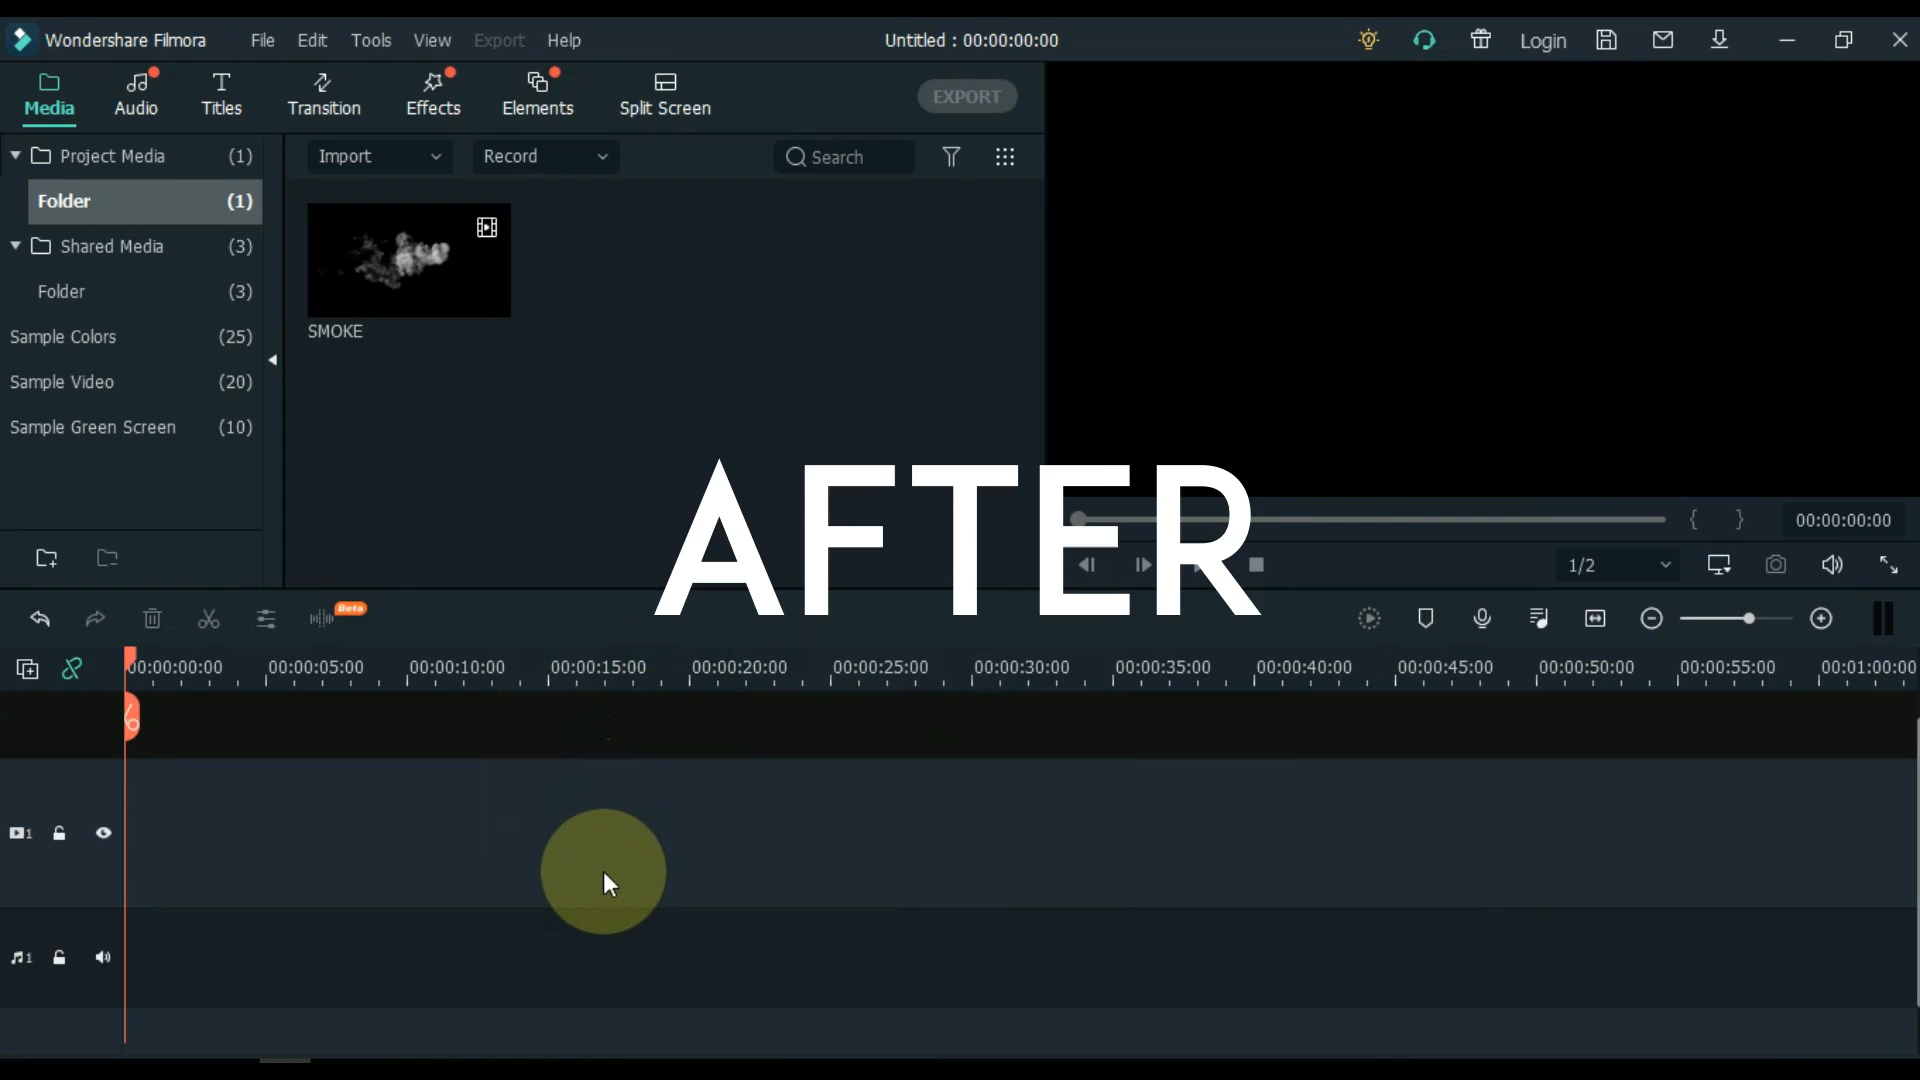 Wondershare Filmora File Edit Tools View Export Help Untitled : 00:00:00:00 Login
Media Audio Titles Transition Effects Elements Split Screen EXPORT
Project Media (1) Import Record Search
Folder (1)
Shared Media (3)
Folder (3)
SMOKE
Sample Colors (25)
Sample Video (20)
Sample Green Screen (10)
AFTER
{ } 00:00:00:00
1/2
Beta
00:00:00:00 00:00:05:00 00:00:10:00 00:00:15:00 00:00:20:00 00:00:25:00 00:00:30:00 00:00:35:00 00:00:40:00 00:00:45:00 00:00:50:00 00:00:55:00 00:01:00:00
1
1